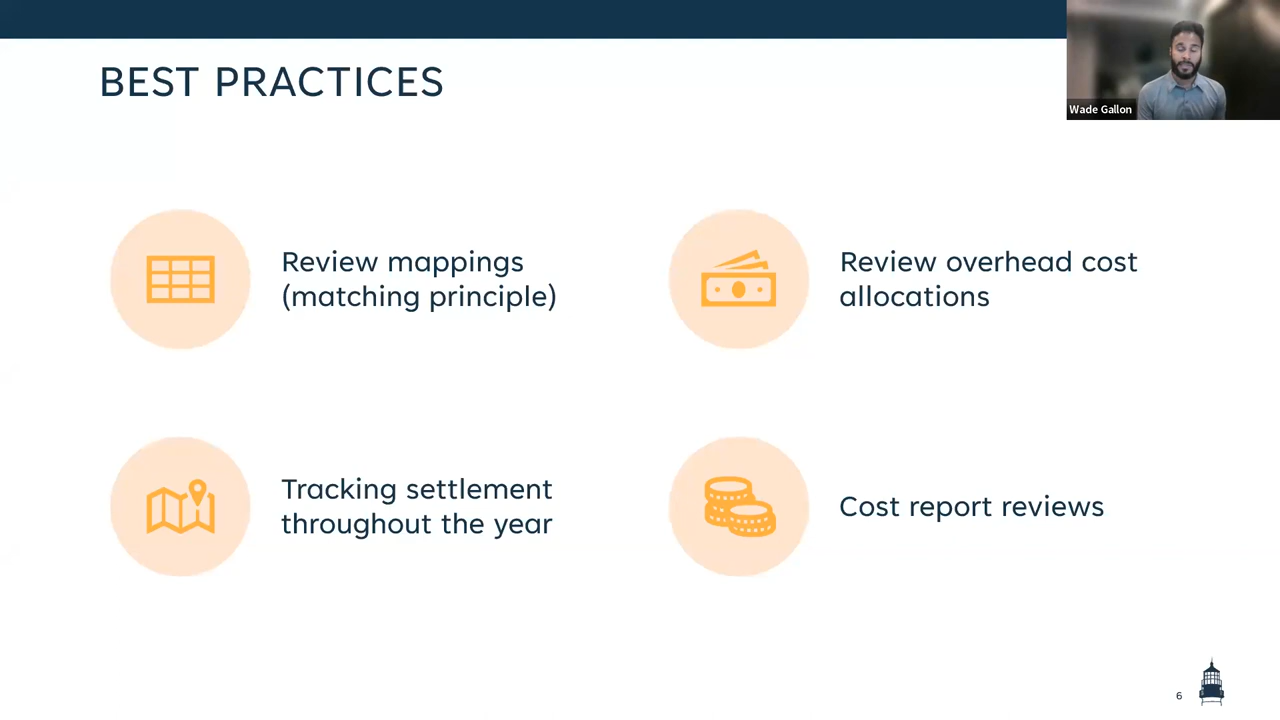 BEST PRACTICES
Wade Gallon
Review mappings
(matching principle)
Review overhead cost
allocations
Tracking settlement
throughout the year
Cost report reviews
6